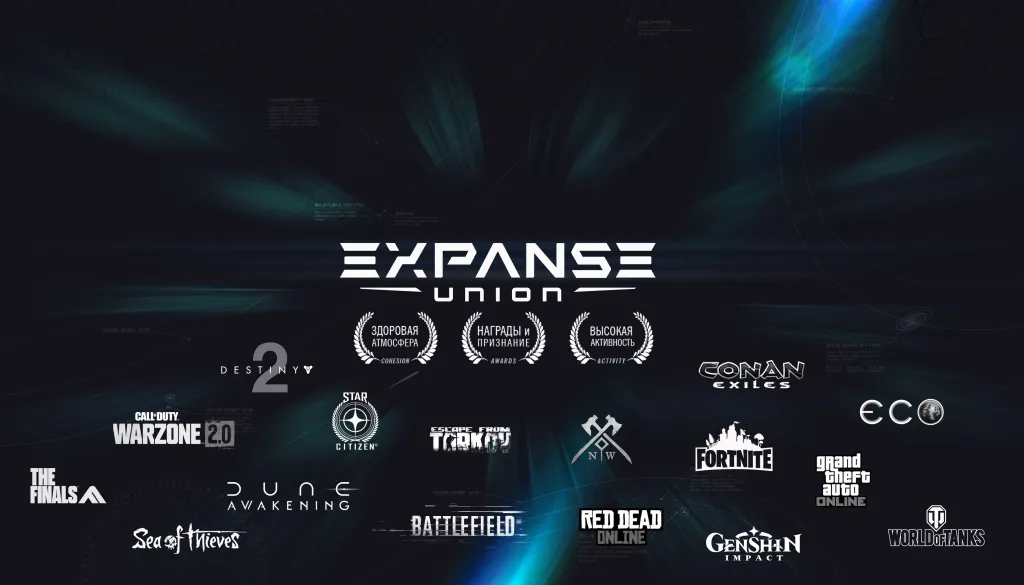 EXPANSE
UNION
ЗДОРОВАЯ
АТМОСФЕРА
COHESION
НАГРАДЫ и
ПРИЗНАНИЕ
AWARDS
ВЫСОКАЯ
АКТИВНОСТЬ
ACTIVITY
DESTINY 2
CONAN
EXILES
STAR
CITIZEN
ECO
CALL OF DUTY
WARZONE 2.0
ESCAPE FROM
TARKOV
NW
FORTNITE
grand
theft
auto
ONLINE
THE
FINALS
DUNE
AWAKENING
BATTLEFIELD
RED DEAD
ONLINE
Sea of Thieves
GENSHIN
IMPACT
WORLD OF TANKS